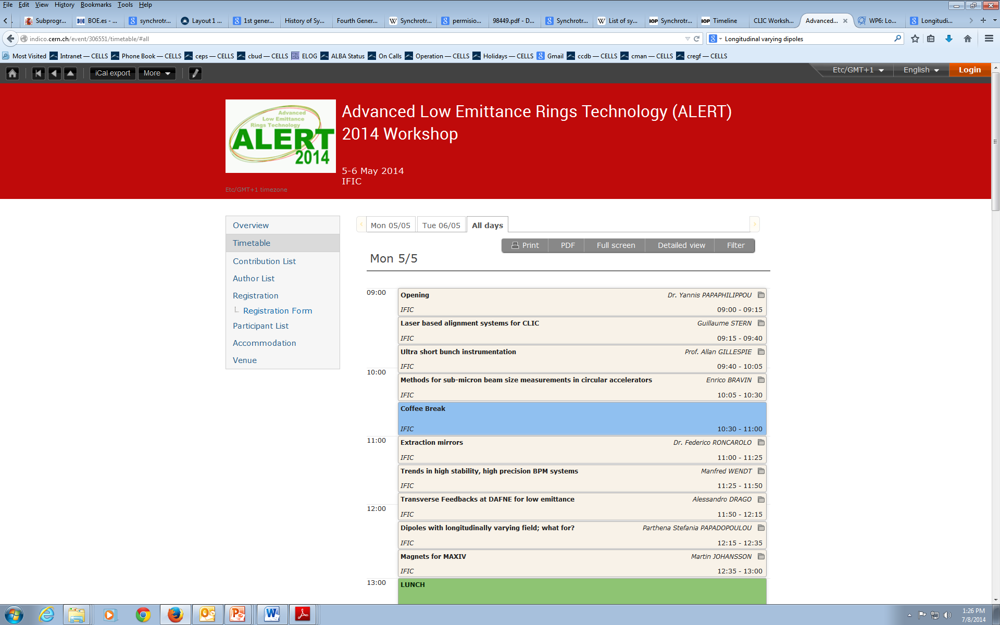 File Edit View History Bookmarks Tools Help
Subprogr... BOE.es - ... synchrotr... Layout 1 ... 1st gener... History of Sy... Fourth Gener... Synchrotr... permisio... 98449.pdf - D... Synchrotr... List of sy... IOP Synchrotr... IOP Timeline CLIC Worksh... Advanced... WP6: Lo... Longitudi...
indico.cern.ch/event/306551/timetable/#all Longitudinal varying dipoles
Most Visited Intranet — CELLS Phone Book — CELLS ceps — CELLS cbud — CELLS ELOG ALBA Status On Calls Operation — CELLS Holidays — CELLS Gmail ccdb — CELLS cman — CELLS cregf — CELLS
iCal export More Etc/GMT+1 English Login
Advanced
Low Emittance
Rings Technology
ALERT
2014
Advanced Low Emittance Rings Technology (ALERT)
2014 Workshop
5-6 May 2014
IFIC
Etc/GMT+1 timezone
Overview
Timetable
Contribution List
Author List
Registration
Registration Form
Participant List
Accommodation
Venue
Mon 05/05 Tue 06/05 All days
Print PDF Full screen Detailed view Filter
Mon 5/5
09:00
Opening Dr. Yannis PAPAPHILIPPOU
IFIC 09:00 - 09:15
Laser based alignment systems for CLIC Guillaume STERN
IFIC 09:15 - 09:40
Ultra short bunch instrumentation Prof. Allan GILLESPIE
IFIC 09:40 - 10:05
10:00
Methods for sub-micron beam size measurements in circular accelerators Enrico BRAVIN
IFIC 10:05 - 10:30
Coffee Break
IFIC 10:30 - 11:00
11:00
Extraction mirrors Dr. Federico RONCAROLO
IFIC 11:00 - 11:25
Trends in high stability, high precision BPM systems Manfred WENDT
IFIC 11:25 - 11:50
Transverse Feedbacks at DAFNE for low emittance Alessandro DRAGO
12:00
IFIC 11:50 - 12:15
Dipoles with longitudinally varying field; what for? Parthena Stefania PAPADOPOULOU
IFIC 12:15 - 12:35
Magnets for MAXIV Martin JOHANSSON
IFIC 12:35 - 13:00
13:00
LUNCH
1:26 PM
7/8/2014